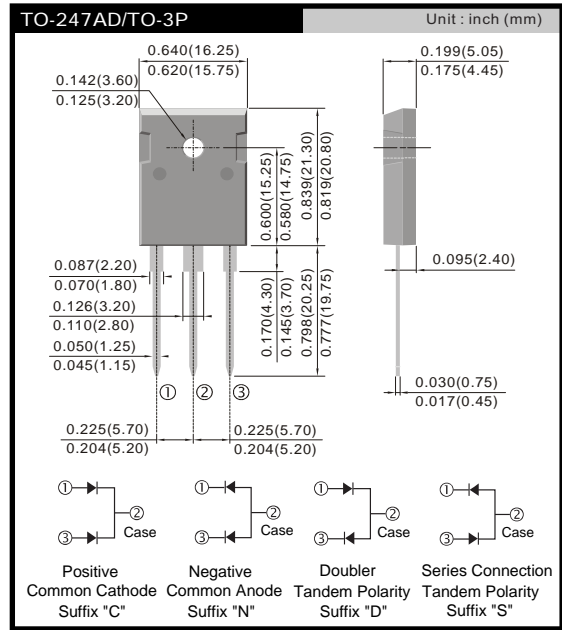 TO-247AD/TO-3P
Unit : inch (mm)
0.640(16.25)
0.620(15.75)
0.199(5.05)
0.175(4.45)
0.142(3.60)
0.125(3.20)
0.600(15.25)
0.580(14.75)
0.839(21.30)
0.819(20.80)
0.087(2.20)
0.070(1.80)
0.126(3.20)
0.110(2.80)
0.050(1.25)
0.045(1.15)
0.170(4.30)
0.145(3.70)
0.798(20.25)
0.777(19.75)
0.095(2.40)
0.030(0.75)
0.017(0.45)
① ② ③
0.225(5.70)
0.204(5.20)
0.225(5.70)
0.204(5.20)
①
②
Case
③
①
②
Case
③
①
②
Case
③
①
②
Case
③
Positive
Common Cathode
Suffix "C"
Negative
Common Anode
Suffix "N"
Doubler
Tandem Polarity
Suffix "D"
Series Connection
Tandem Polarity
Suffix "S"